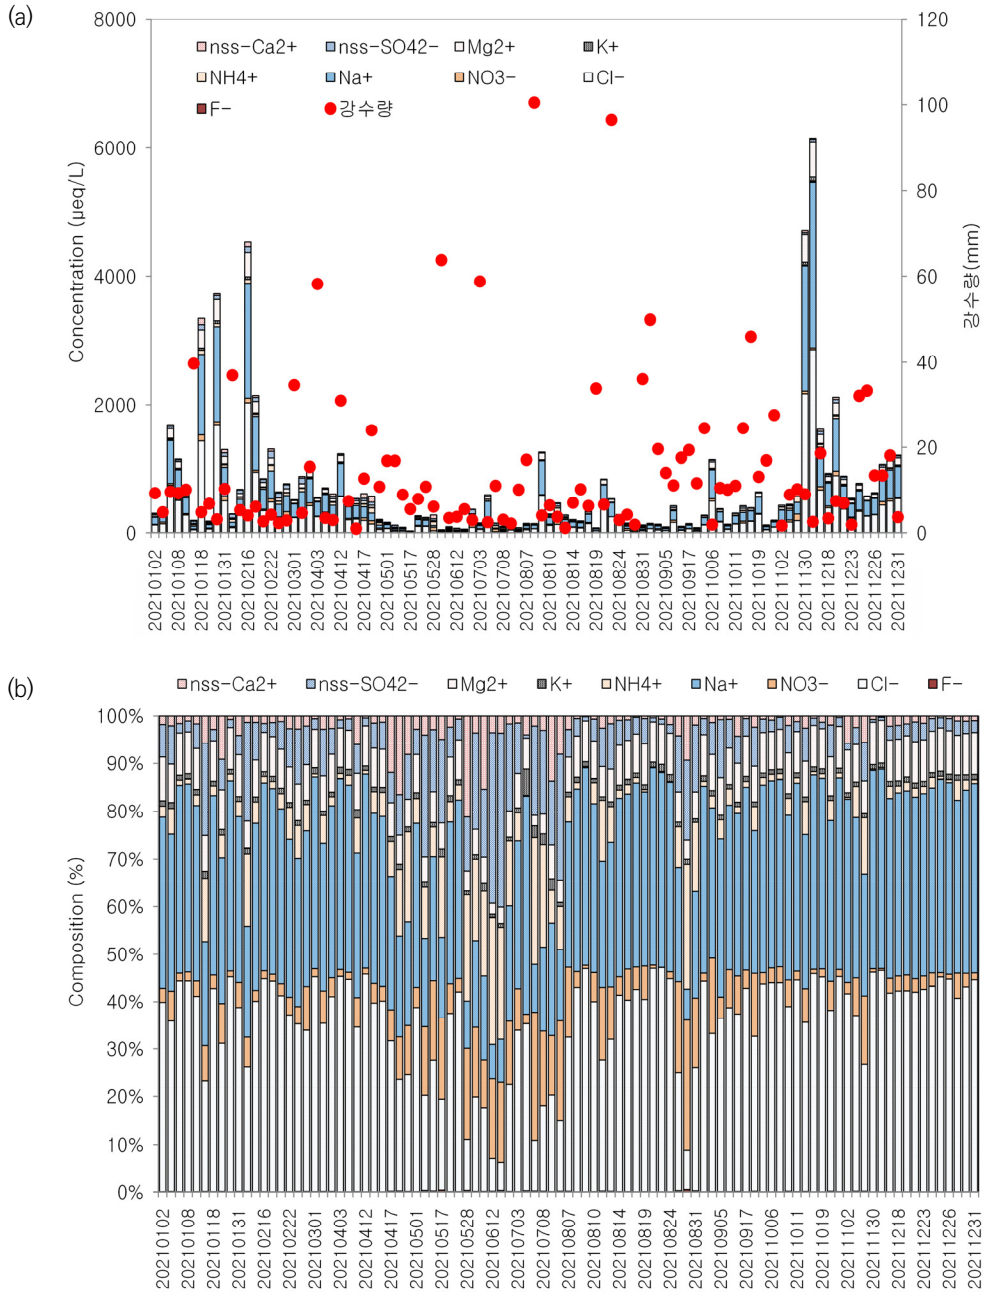 (a)
8000
6000
4000
2000
0
Concentration (μeq/L)
nss-Ca2+ nss-SO42- Mg2+ K+
NH4+ Na+ NO3- Cl-
F- 강수량
120
100
80
60
40
20
0
강수량(mm)
20210102 20210108 20210118 20210131 20210216 20210222 20210301 20210403 20210412 20210417 20210501 20210517 20210528 20210612 20210703 20210708 20210807 20210810 20210814 20210819 20210824 20210831 20210905 20210917 20211006 20211011 20211019 20211102 20211130 20211218 20211223 20211226 20211231
(b)
nss-Ca2+ nss-SO42- Mg2+ K+ NH4+ Na+ NO3- Cl- F-
100%
90%
80%
70%
60%
50%
40%
30%
20%
10%
0%
Composition (%)
20210102 20210108 20210118 20210131 20210216 20210222 20210301 20210403 20210412 20210417 20210501 20210517 20210528 20210612 20210703 20210708 20210807 20210810 20210814 20210819 20210824 20210831 20210905 20210917 20211006 20211011 20211019 20211102 20211130 20211218 20211223 20211226 20211231